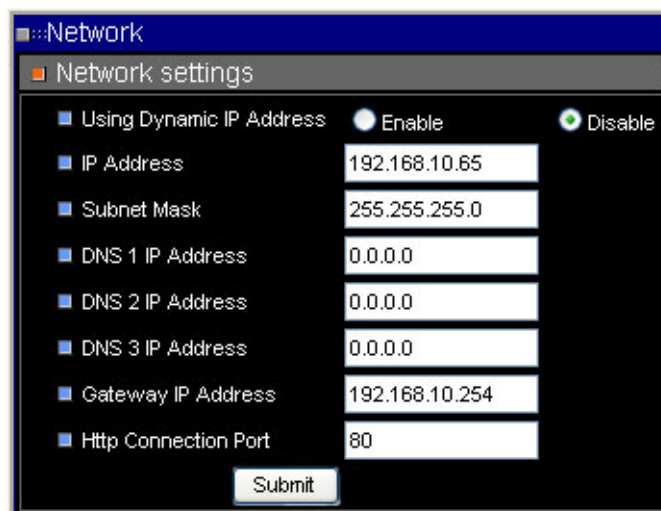 Network
Network settings
Using Dynamic IP Address Enable Disable
IP Address 192.168.10.65
Subnet Mask 255.255.255.0
DNS 1 IP Address 0.0.0.0
DNS 2 IP Address 0.0.0.0
DNS 3 IP Address 0.0.0.0
Gateway IP Address 192.168.10.254
Http Connection Port 80
Submit